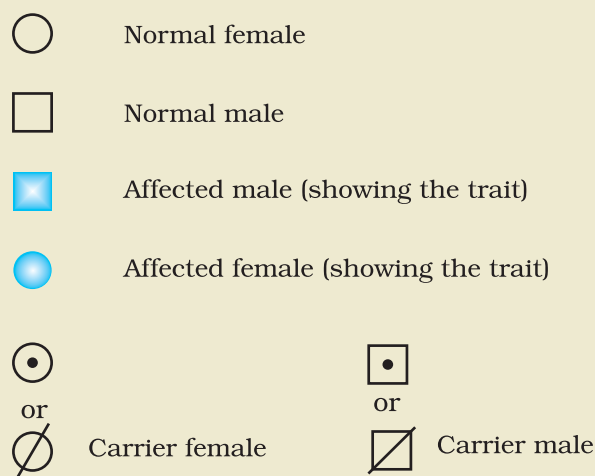 Normal female
Normal male
Affected male (showing the trait)
Affected female (showing the trait)
or
or
Carrier female
Carrier male